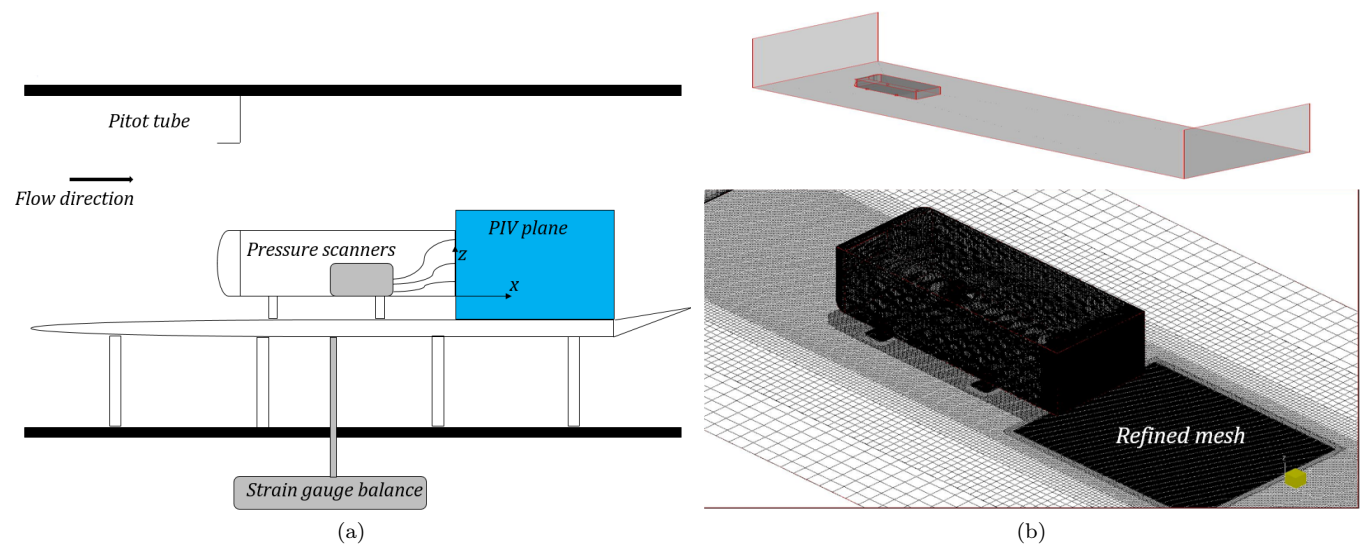 Pitot tube
Flow direction
Pressure scanners
PIV plane
z
x
Strain gauge balance
(a)
Refined mesh
(b)